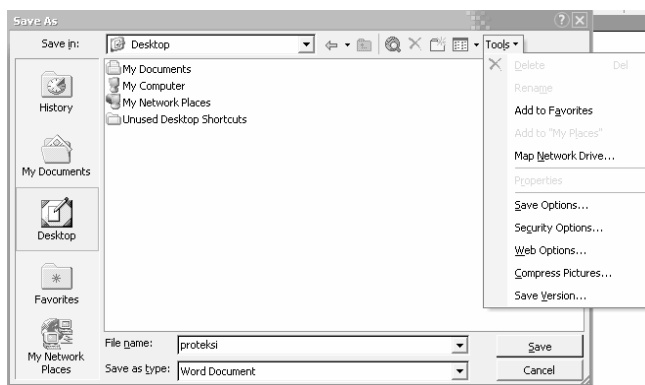 Save As
Save in:
Desktop
Tools
History
My Documents
Desktop
Favorites
My Network
Places
My Documents
My Computer
My Network Places
Unused Desktop Shortcuts
Delete Del
Rename
Add to Favorites
Add to "My Places"
Map Network Drive...
Properties
Save Options...
Security Options...
Web Options...
Compress Pictures...
Save Version...
File name: proteksi
Save
Save as type: Word Document
Cancel